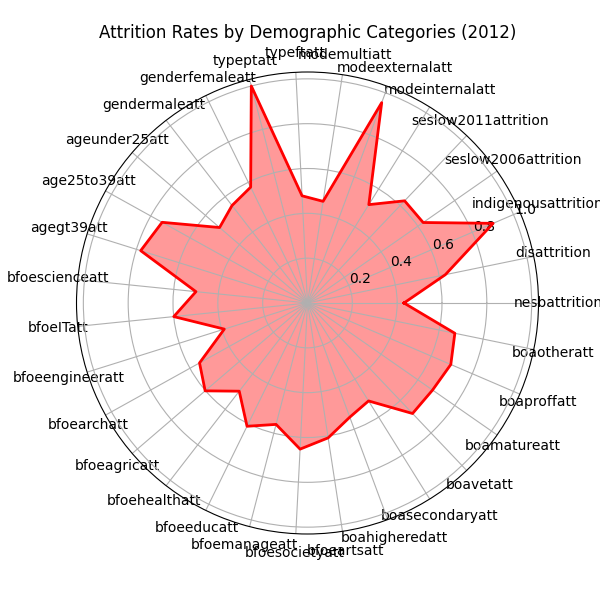 Attrition Rates by Demographic Categories (2012)
typeftatt
modemultiatt
modeexternalatt
modeinternalatt
seslow2011attrition
seslow2006attrition
indigenousattrition
disattrition
nesbattrition
boaotheratt
boaproffatt
boamatureatt
boavetatt
boasecondaryatt
boahigheredatt
bfoeartsatt
bfoesocietyatt
bfoemanageatt
bfoeeducatt
bfoehealthatt
bfoeagricatt
bfoearchatt
bfoeengineeratt
bfoeITatt
bfoescienceatt
agegt39att
age25to39att
ageunder25att
gendermaleatt
genderfemaleatt
typeptatt
0.2
0.4
0.6
0.8
1.0